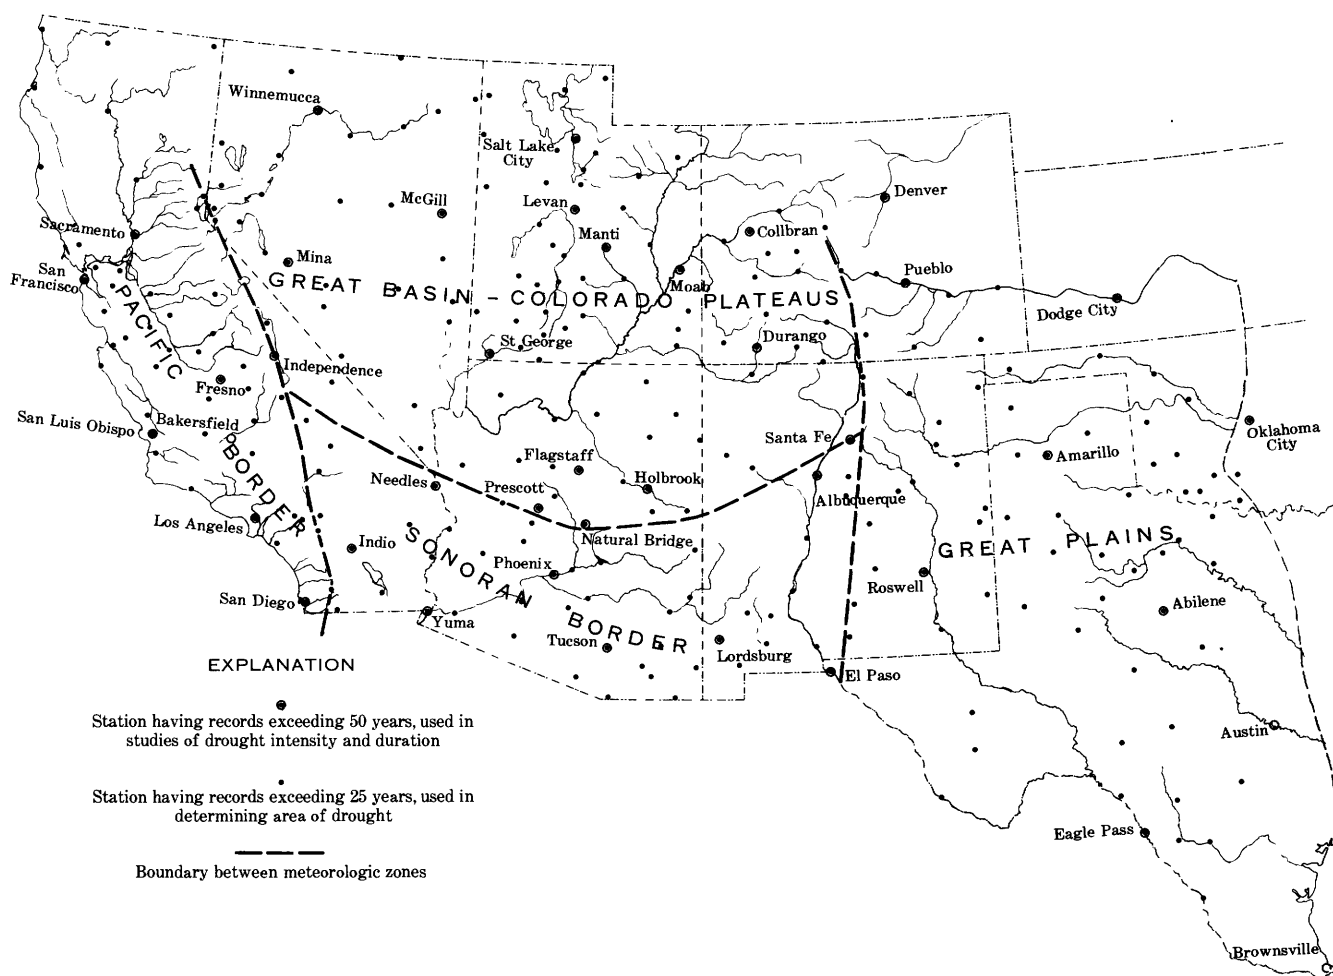 Winnemucca
Salt Lake
City
McGill
Levan
Manti
Denver
Collbran
Sacramento
Mina
San
Francisco
Moab
Pueblo
PACIFIC
GREAT BASIN – COLORADO PLATEAUS
Dodge City
St George
Durango
Independence
Fresno
San Luis Obispo
Bakersfield
Santa Fe
Oklahoma
City
BORDER
Flagstaff
Amarillo
Needles
Prescott
Holbrook
Albuquerque
Los Angeles
Natural Bridge
Indio
SONORAN BORDER
GREAT PLAINS
Phoenix
Roswell
San Diego
Yuma
Abilene
Tucson
Lordsburg
El Paso
Austin
Eagle Pass
Brownsville
EXPLANATION
Station having records exceeding 50 years, used in
studies of drought intensity and duration
Station having records exceeding 25 years, used in
determining area of drought
Boundary between meteorologic zones